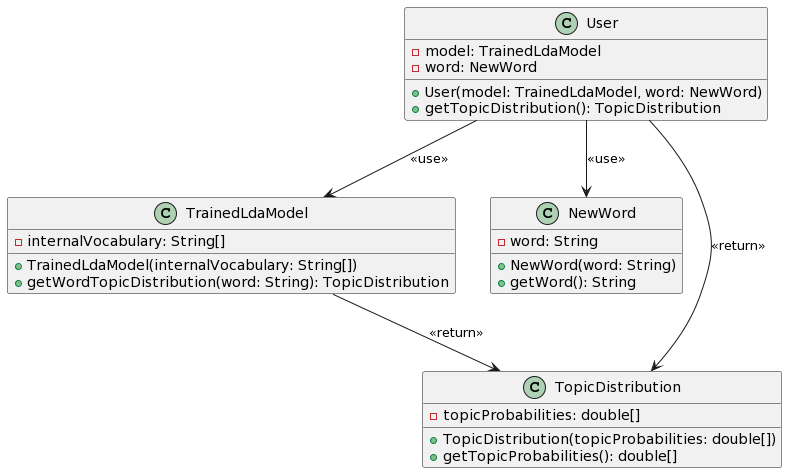 C User
model: TrainedLdaModel
word: NewWord
User(model: TrainedLdaModel, word: NewWord)
getTopicDistribution(): TopicDistribution
«use»
«use»
C TrainedLdaModel
internalVocabulary: String[]
TrainedLdaModel(internalVocabulary: String[])
getWordTopicDistribution(word: String): TopicDistribution
C NewWord
word: String
NewWord(word: String)
getWord(): String
«return»
«return»
C TopicDistribution
topicProbabilities: double[]
TopicDistribution(topicProbabilities: double[])
getTopicProbabilities(): double[]